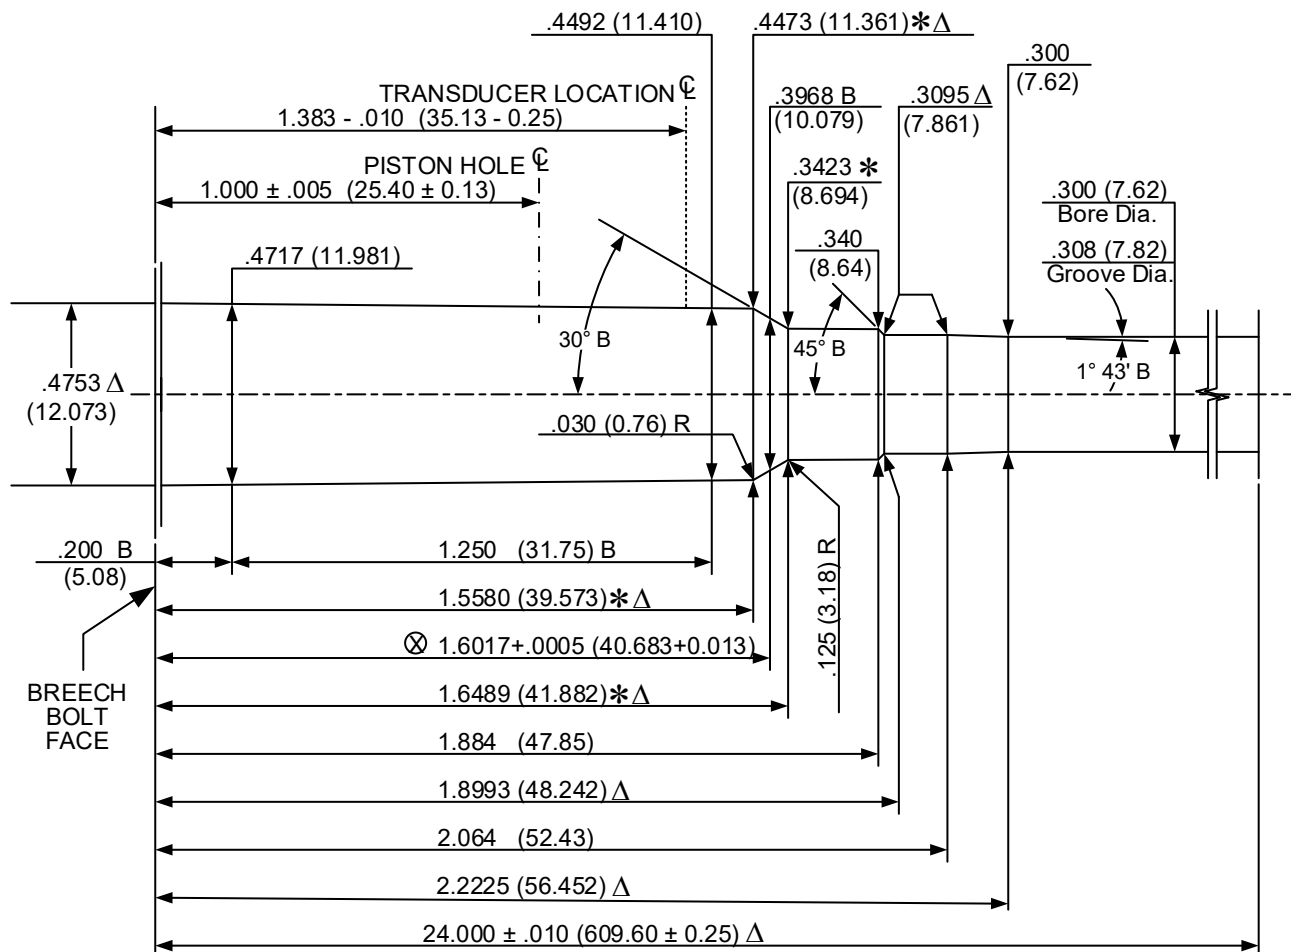 .4492 (11.410)
.4473 (11.361)✻Δ
.300
(7.62)
TRANSDUCER LOCATION ℄
1.383 - .010 (35.13 - 0.25)
.3968 B
(10.079)
.3095 Δ
(7.861)
PISTON HOLE ℄
1.000 ± .005 (25.40 ± 0.13)
.3423 ✻
(8.694)
.300 (7.62)
Bore Dia.
.4717 (11.981)
.340
(8.64)
.308 (7.82)
Groove Dia.
30° B
45° B
1° 43' B
.4753 Δ
(12.073)
.030 (0.76) R
.200 B
(5.08)
1.250 (31.75) B
.125 (3.18) R
1.5580 (39.573)✻Δ
⊗ 1.6017+.0005 (40.683+0.013)
BREECH
BOLT
FACE
1.6489 (41.882)✻Δ
1.884 (47.85)
1.8993 (48.242) Δ
2.064 (52.43)
2.2225 (56.452) Δ
24.000 ± .010 (609.60 ± 0.25) Δ